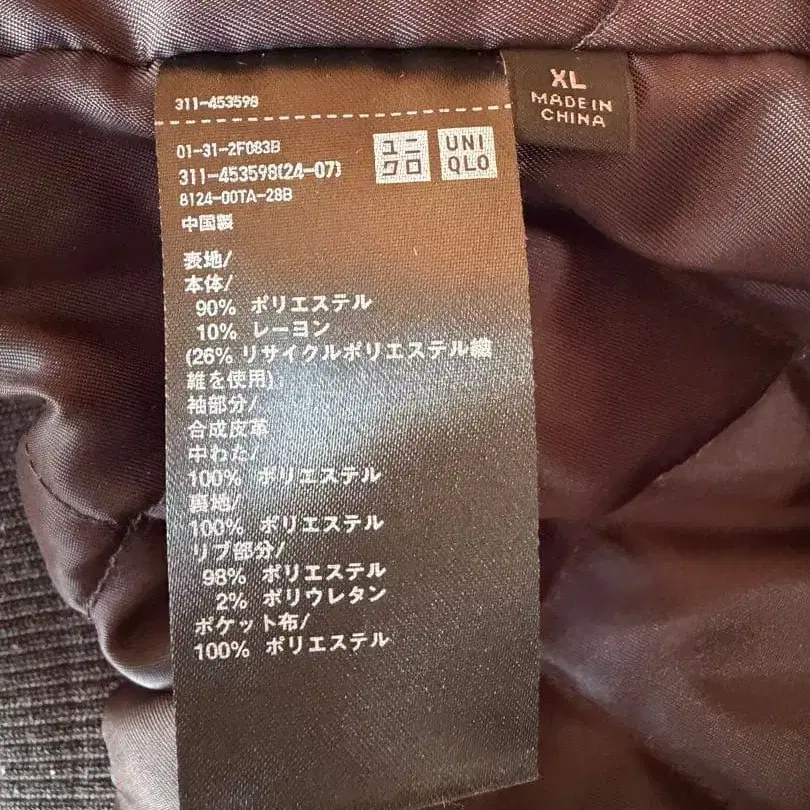 311-453598
01-31-2F083B
311-453598(24-07)
8124-00TA-28B
中国製
ユニ
クロ
UNI
QLO
XL
MADE IN
CHINA
表地/
本体/
90% ポリエステル
10% レーヨン
(26% リサイクルポリエステル繊
維を使用)
袖部分/
合成皮革
中わた/
100% ポリエステル
裏地/
100% ポリエステル
リブ部分/
98% ポリエステル
2% ポリウレタン
ポケット布/
100% ポリエステル